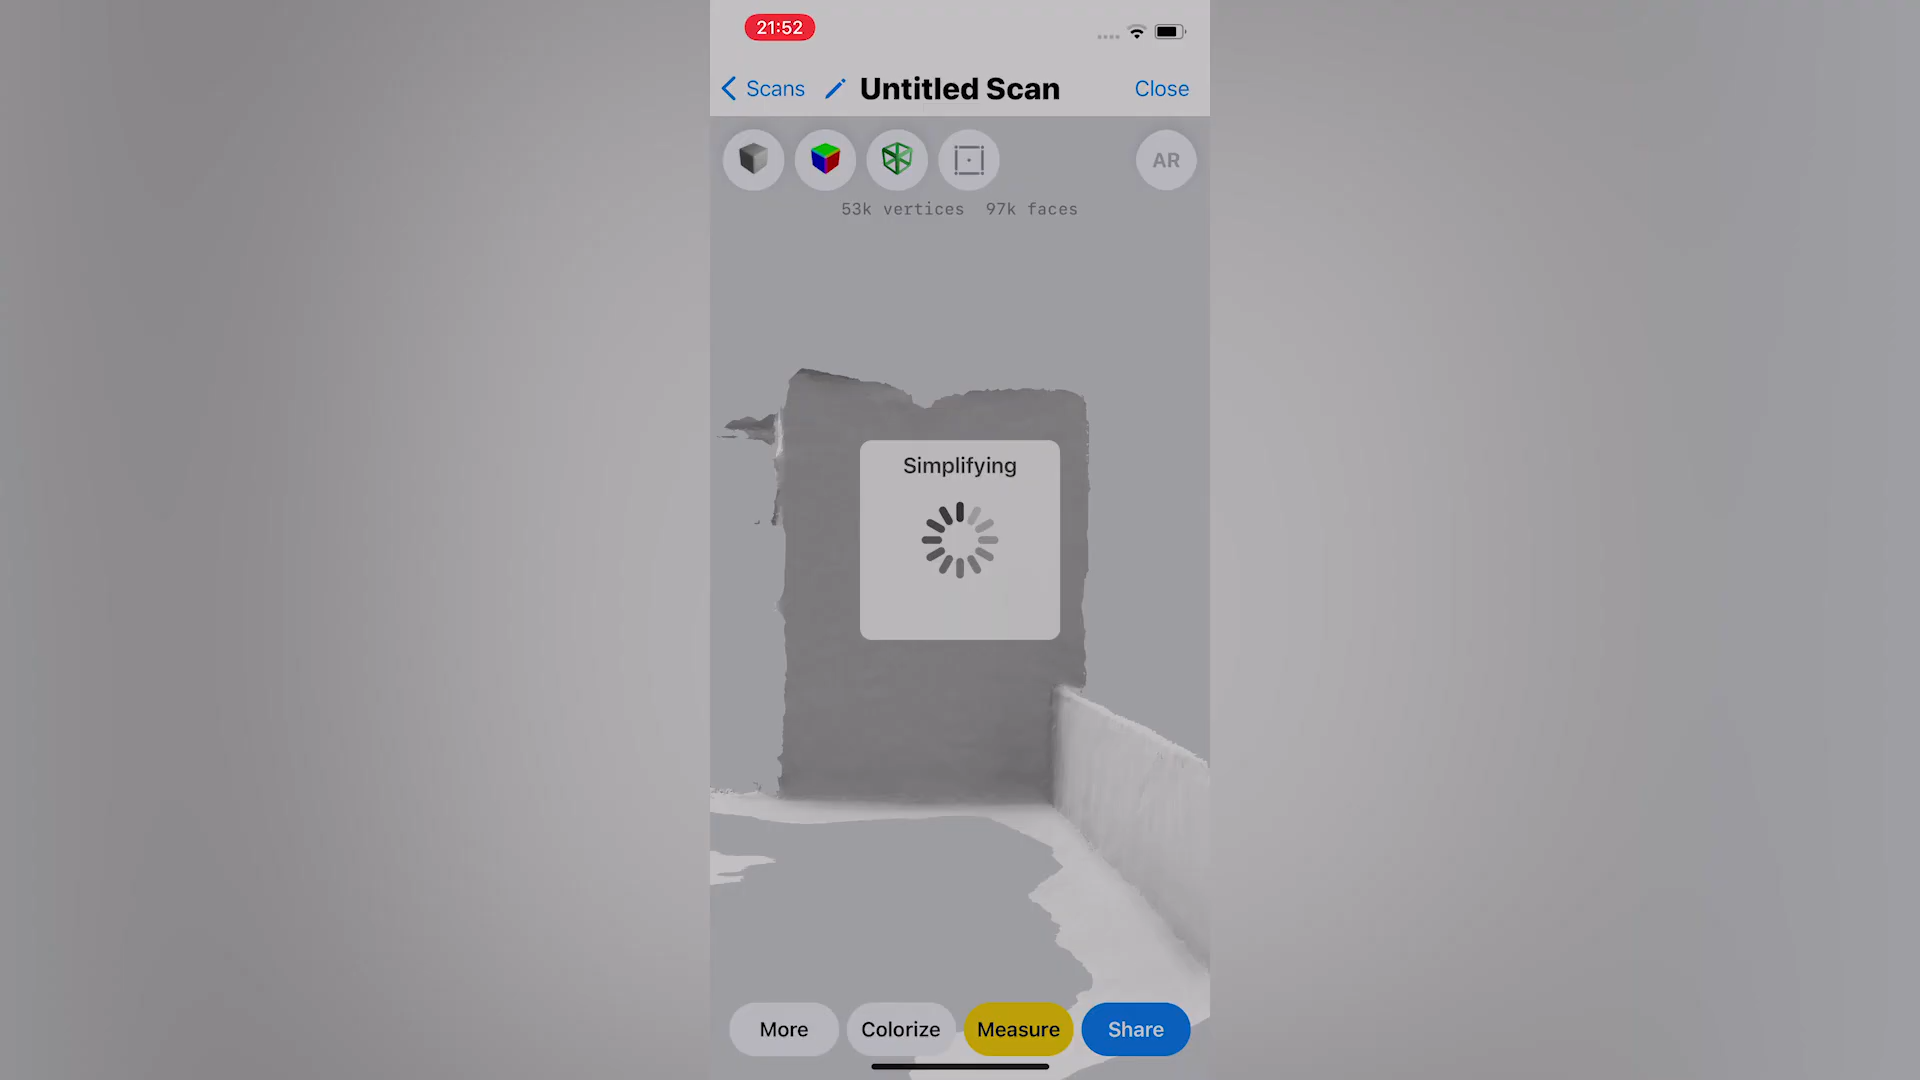 21:52
Scans
Untitled Scan
Close
AR
53k vertices 97k faces
Simplifying
More
Colorize
Measure
Share